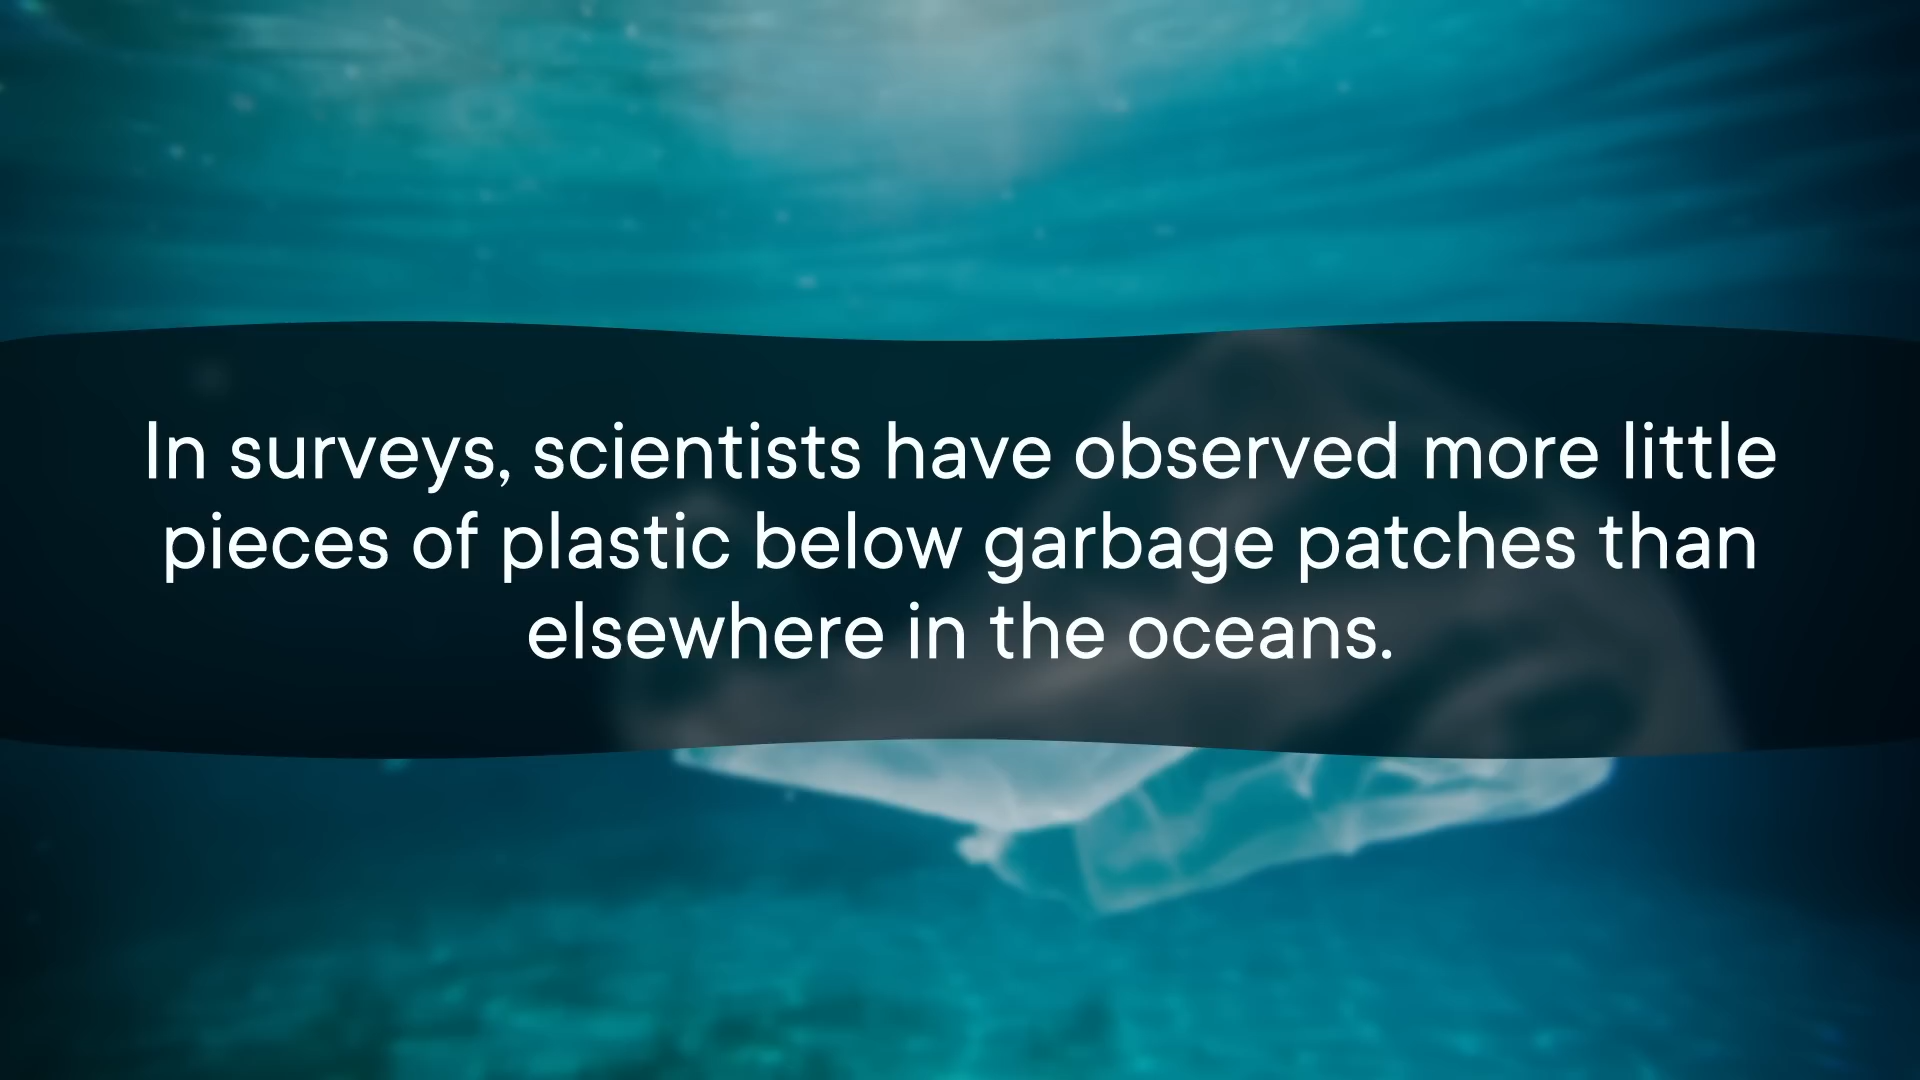 In surveys, scientists have observed more little
pieces of plastic below garbage patches than
elsewhere in the oceans.